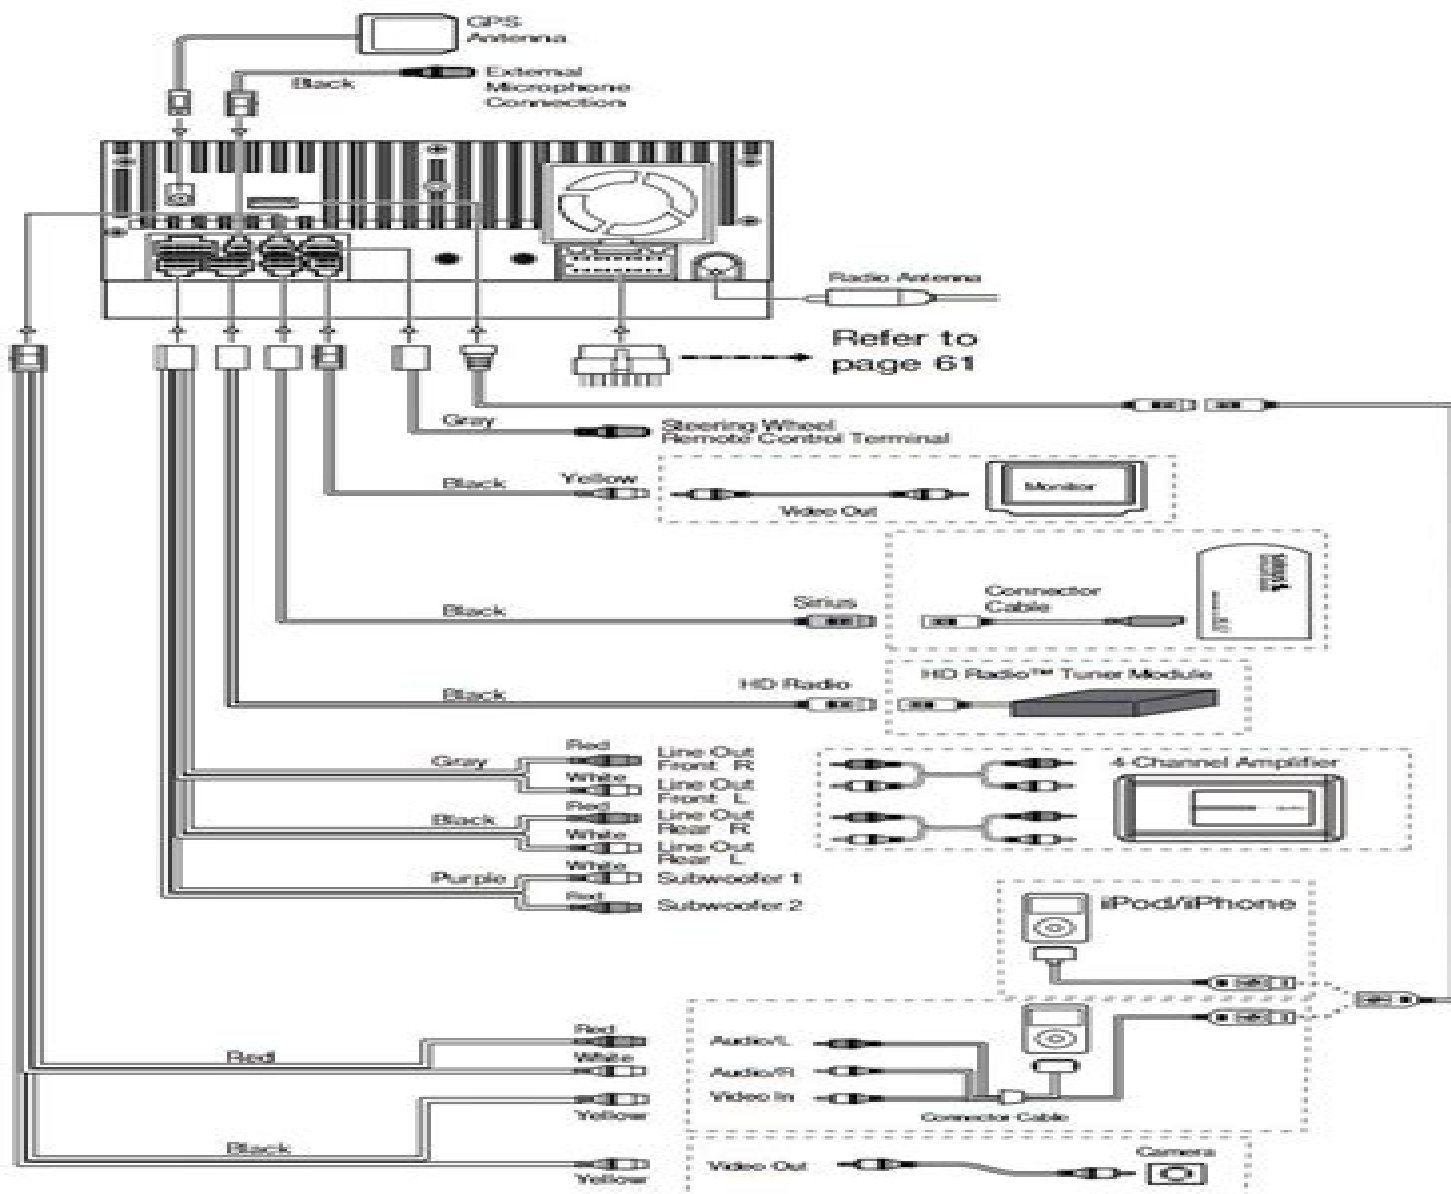 GPS
Antenna
External
Microphone
Connection
Black
Radio Antenna
Refer to
page 61
Gray
Steering Wheel
Remote Control Terminal
Black
Yellow
Monitor
Video Out
Black
Sirius
Connector
Cable
Black
HD Radio
HD Radio™ Tuner Module
Gray
Red
Line Out
Front R
White
Line Out
Front L
Black
Red
Line Out
Rear R
White
Line Out
Rear L
4-Channel Amplifier
Purple
White
Subwoofer 1
Red
Subwoofer 2
iPod/iPhone
Red
Red
White
Audio/L
Audio/R
Video In
Yellow
Connector Cable
Black
Yellow
Video Out
Camera